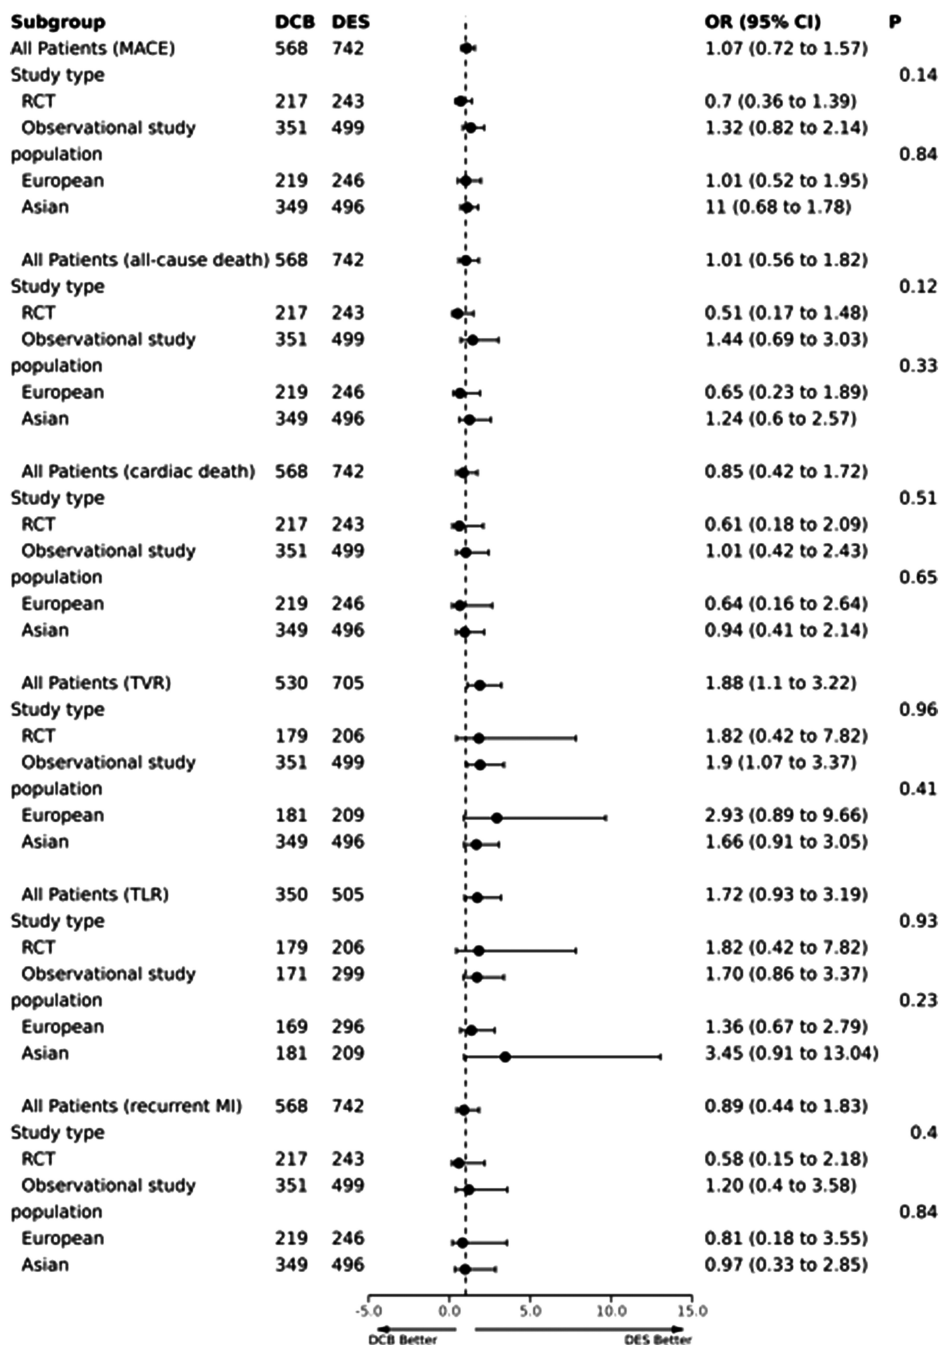 Subgroup DCB DES OR (95% CI) P
All Patients (MACE) 568 742 1.07 (0.72 to 1.57)
Study type 0.14
RCT 217 243 0.7 (0.36 to 1.39)
Observational study 351 499 1.32 (0.82 to 2.14)
population 0.84
European 219 246 1.01 (0.52 to 1.95)
Asian 349 496 11 (0.68 to 1.78)
All Patients (all-cause death) 568 742 1.01 (0.56 to 1.82)
Study type 0.12
RCT 217 243 0.51 (0.17 to 1.48)
Observational study 351 499 1.44 (0.69 to 3.03)
population 0.33
European 219 246 0.65 (0.23 to 1.89)
Asian 349 496 1.24 (0.6 to 2.57)
All Patients (cardiac death) 568 742 0.85 (0.42 to 1.72)
Study type 0.51
RCT 217 243 0.61 (0.18 to 2.09)
Observational study 351 499 1.01 (0.42 to 2.43)
population 0.65
European 219 246 0.64 (0.16 to 2.64)
Asian 349 496 0.94 (0.41 to 2.14)
All Patients (TVR) 530 705 1.88 (1.1 to 3.22)
Study type 0.96
RCT 179 206 1.82 (0.42 to 7.82)
Observational study 351 499 1.9 (1.07 to 3.37)
population 0.41
European 181 209 2.93 (0.89 to 9.66)
Asian 349 496 1.66 (0.91 to 3.05)
All Patients (TLR) 350 505 1.72 (0.93 to 3.19)
Study type 0.93
RCT 179 206 1.82 (0.42 to 7.82)
Observational study 171 299 1.70 (0.86 to 3.37)
population 0.23
European 169 296 1.36 (0.67 to 2.79)
Asian 181 209 3.45 (0.91 to 13.04)
All Patients (recurrent MI) 568 742 0.89 (0.44 to 1.83)
Study type 0.4
RCT 217 243 0.58 (0.15 to 2.18)
Observational study 351 499 1.20 (0.4 to 3.58)
population 0.84
European 219 246 0.81 (0.18 to 3.55)
Asian 349 496 0.97 (0.33 to 2.85)
-5.0 0.0 5.0 10.0 15.0
DCB Better DES Better